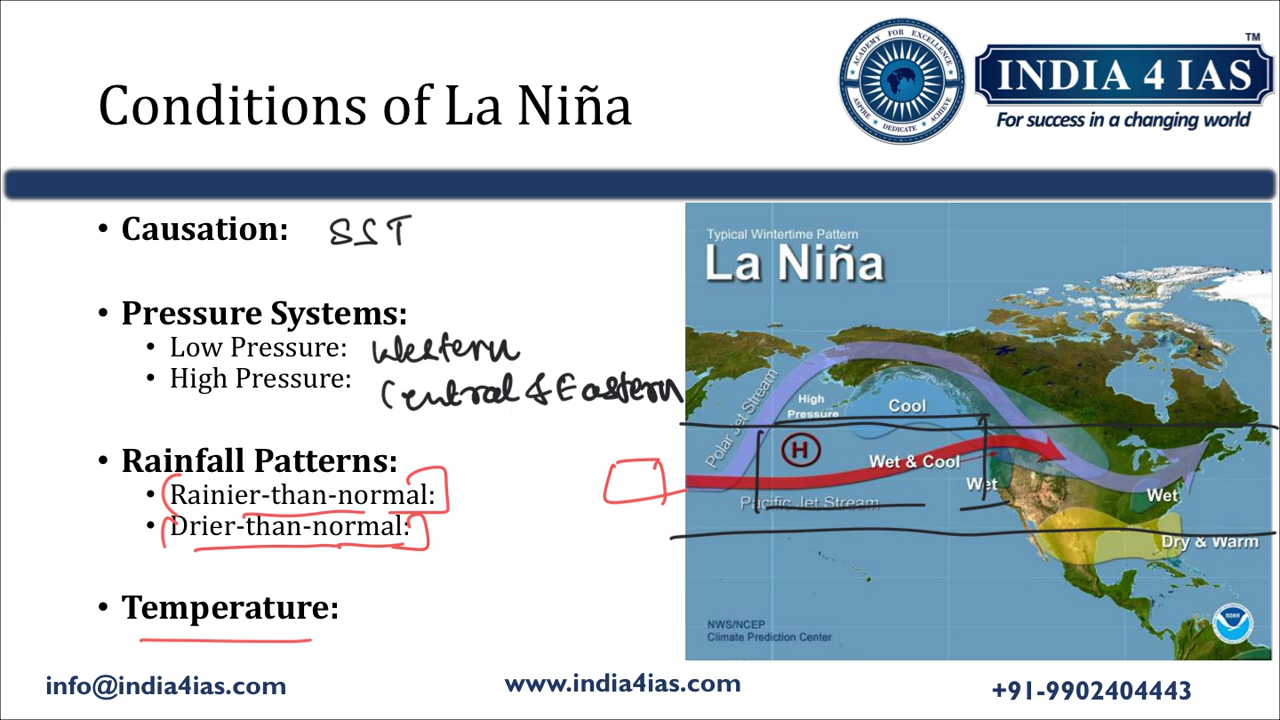 Conditions of La Niña
ACADEMY FOR EXCELLENCE
ASPIRE DEDICATE ACHIEVE
TM
INDIA 4 IAS
For success in a changing world
• Causation: SST
• Pressure Systems:
• Low Pressure: Western
• High Pressure: Central & Eastern
• Rainfall Patterns:
• Rainier-than-normal:
• Drier-than-normal:
• Temperature:
Typical Wintertime Pattern
La Niña
Polar Jet Stream
High
Pressure
Cool
H
Wet & Cool
Wet
Pacific Jet Stream
Wet
Dry & Warm
NWS/NCEP
Climate Prediction Center
NOAA
info@india4ias.com
www.india4ias.com
+91-9902404443